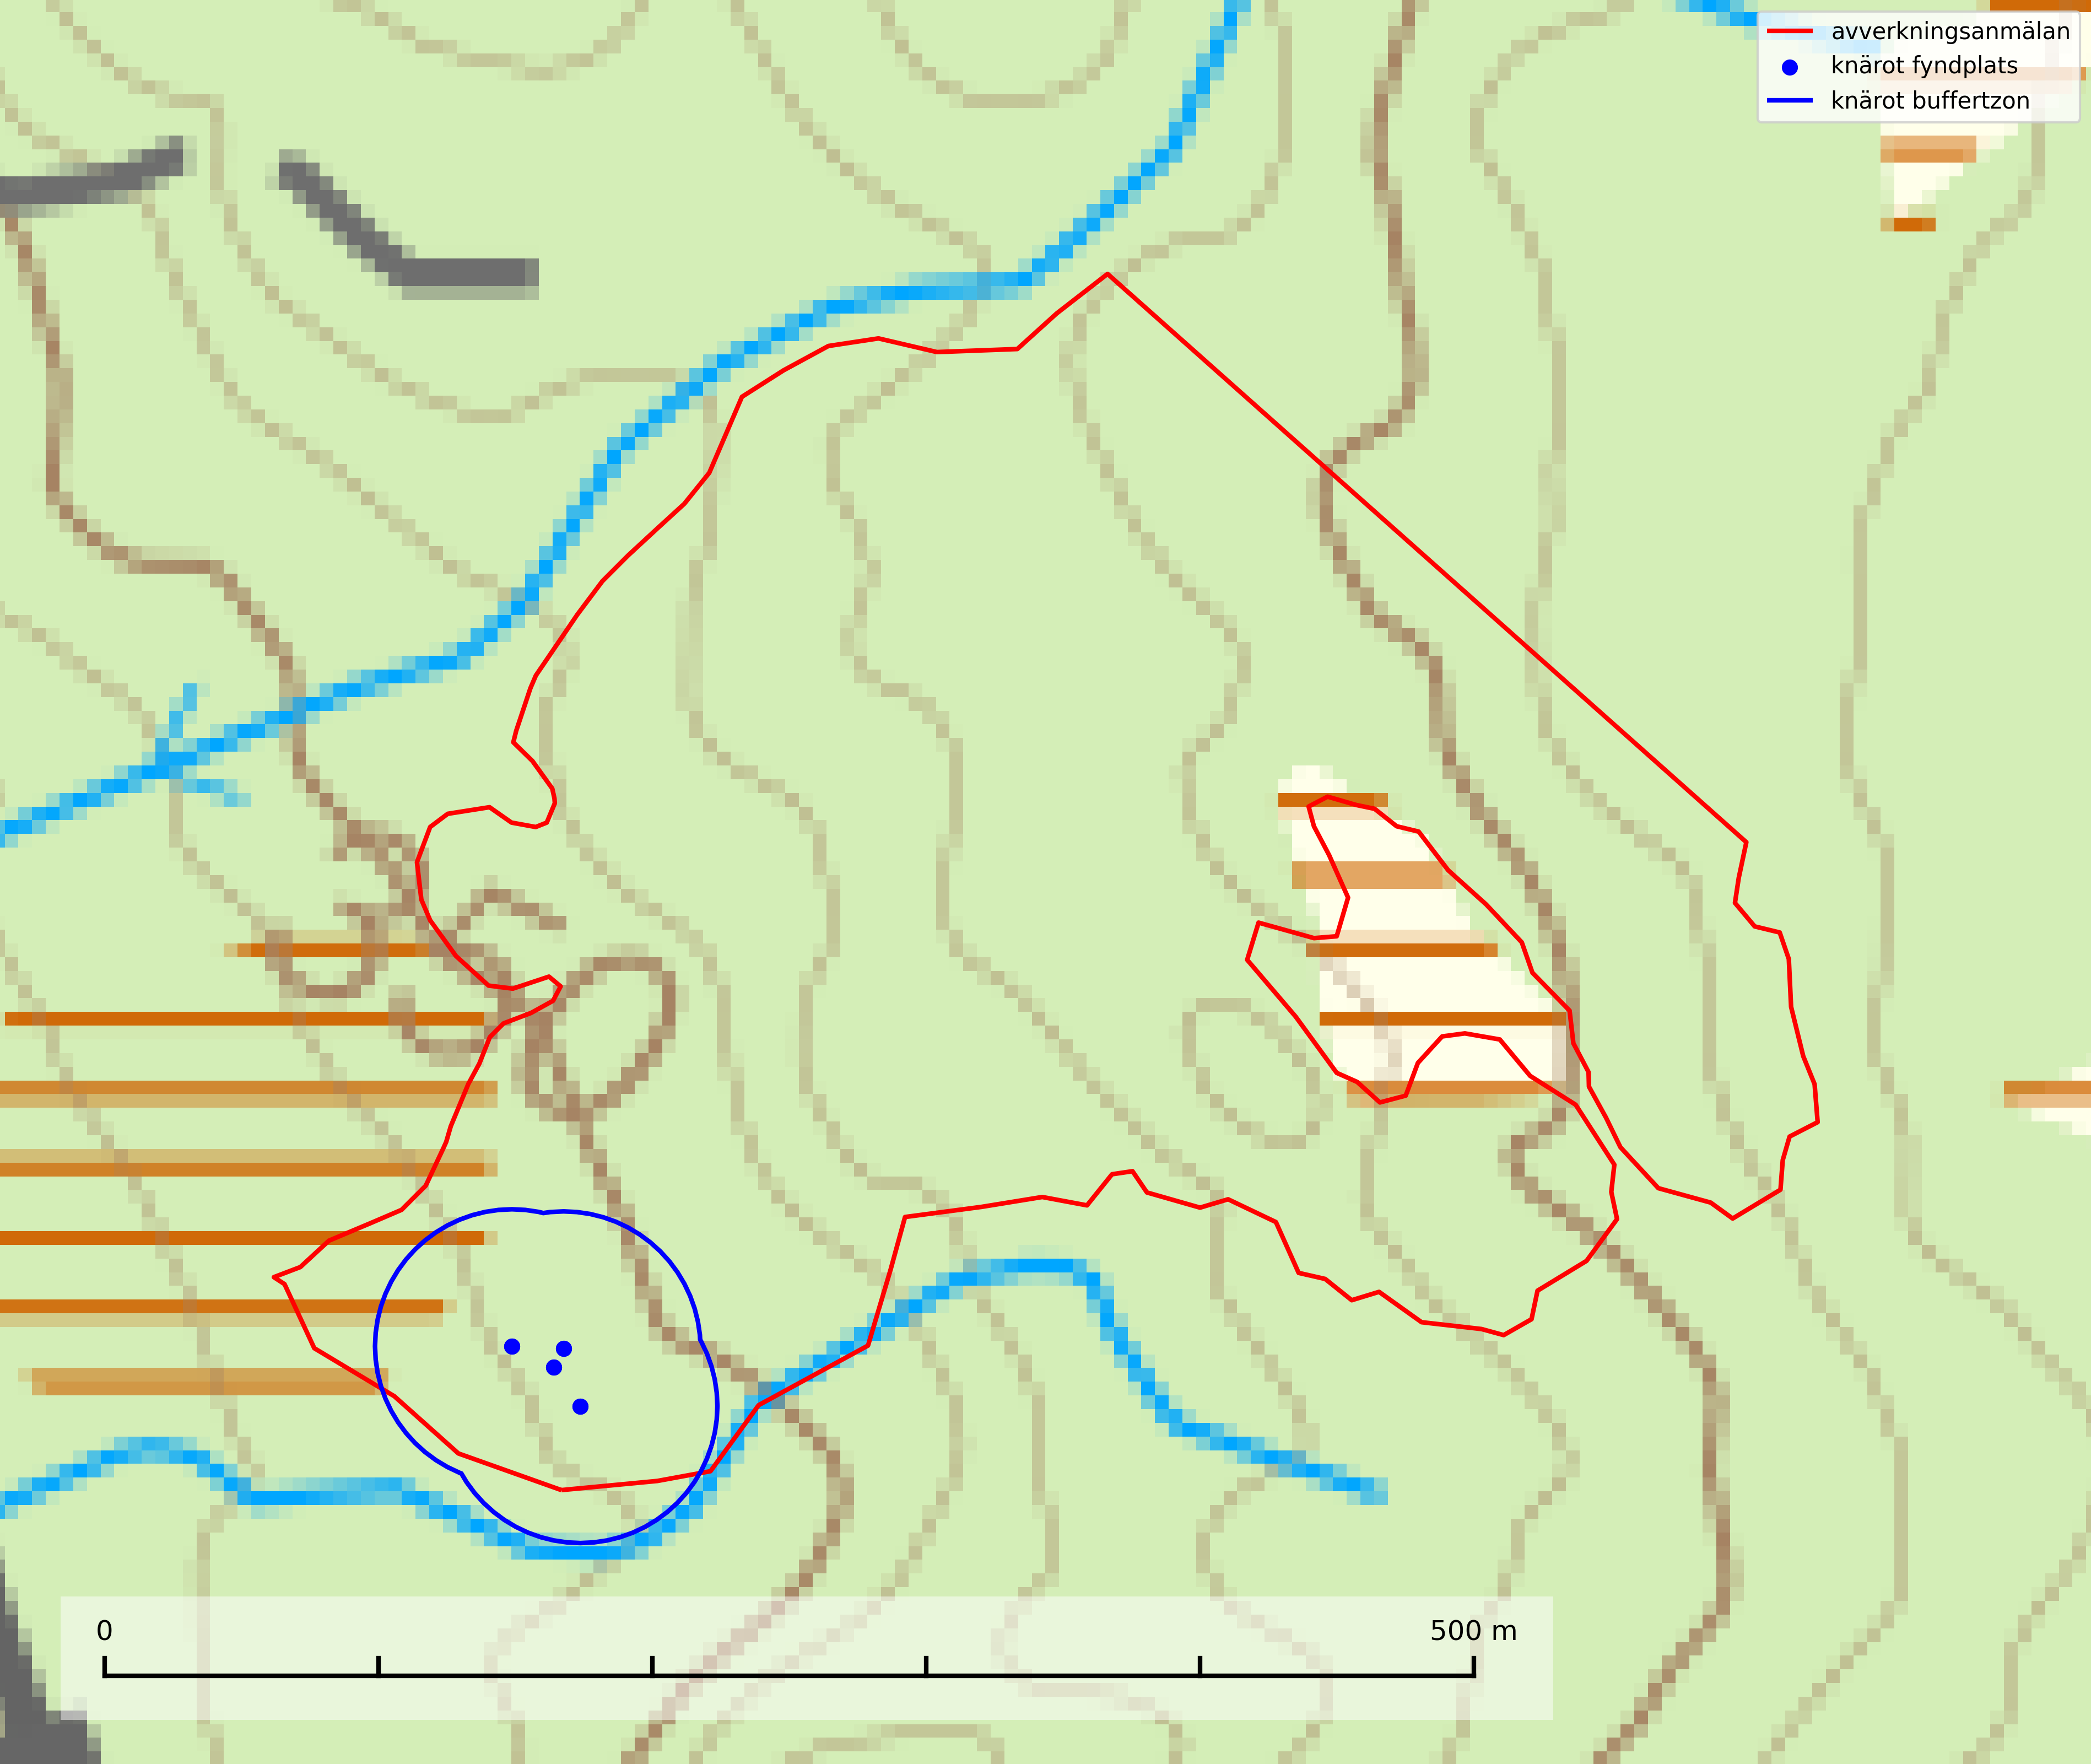 avverkningsanmälan
knärot fyndplats
knärot buffertzon
0 500 m